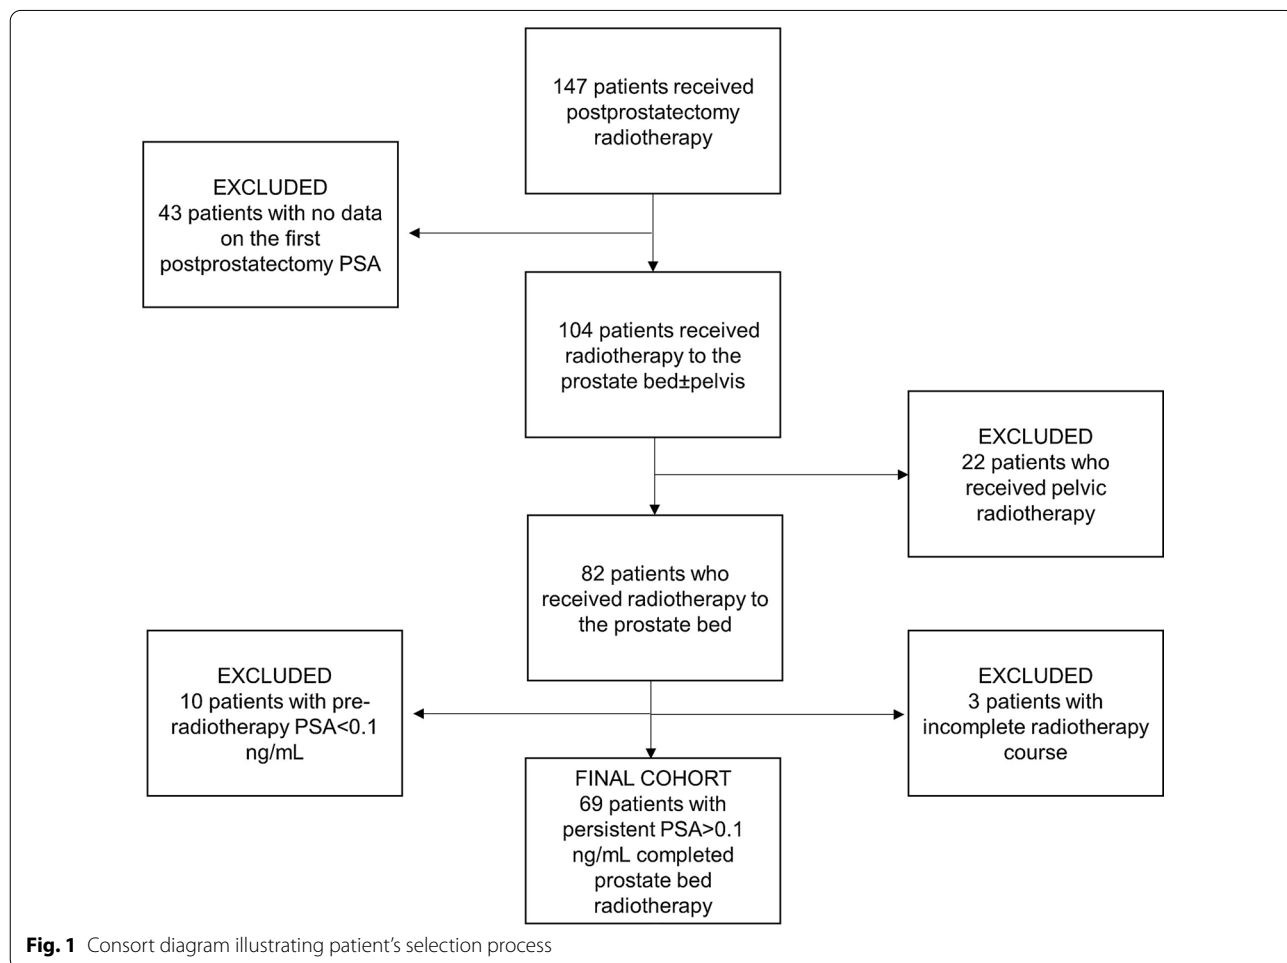 147 patients received
postprostatectomy
radiotherapy
EXCLUDED
43 patients with no data
on the first
postprostatectomy PSA
104 patients received
radiotherapy to the
prostate bed±pelvis
EXCLUDED
22 patients who
received pelvic
radiotherapy
82 patients who
received radiotherapy to
the prostate bed
EXCLUDED
10 patients with pre-
radiotherapy PSA<0.1
ng/mL
EXCLUDED
3 patients with
incomplete radiotherapy
course
FINAL COHORT
69 patients with
persistent PSA>0.1
ng/mL completed
prostate bed
radiotherapy
Fig. 1 Consort diagram illustrating patient’s selection process